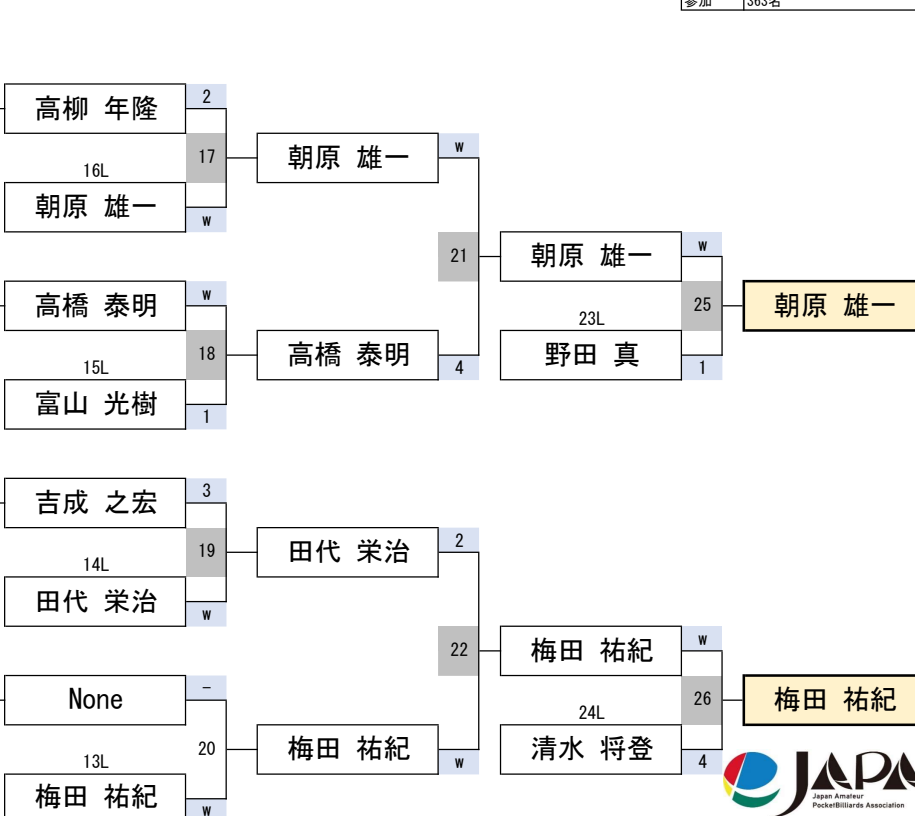 参加 363名
高柳 年隆 2
17
16L
朝原 雄一 W
朝原 雄一 W
高橋 泰明 W
18
15L
富山 光樹 1
高橋 泰明 4
21
朝原 雄一 W
25
23L
野田 真 1
朝原 雄一
吉成 之宏 3
19
14L
田代 栄治 W
田代 栄治 2
None -
20
13L
梅田 祐紀 W
梅田 祐紀 W
22
梅田 祐紀 W
26
24L
清水 将登 4
梅田 祐紀
JAPA
Japan Amateur
PocketBilliards Association